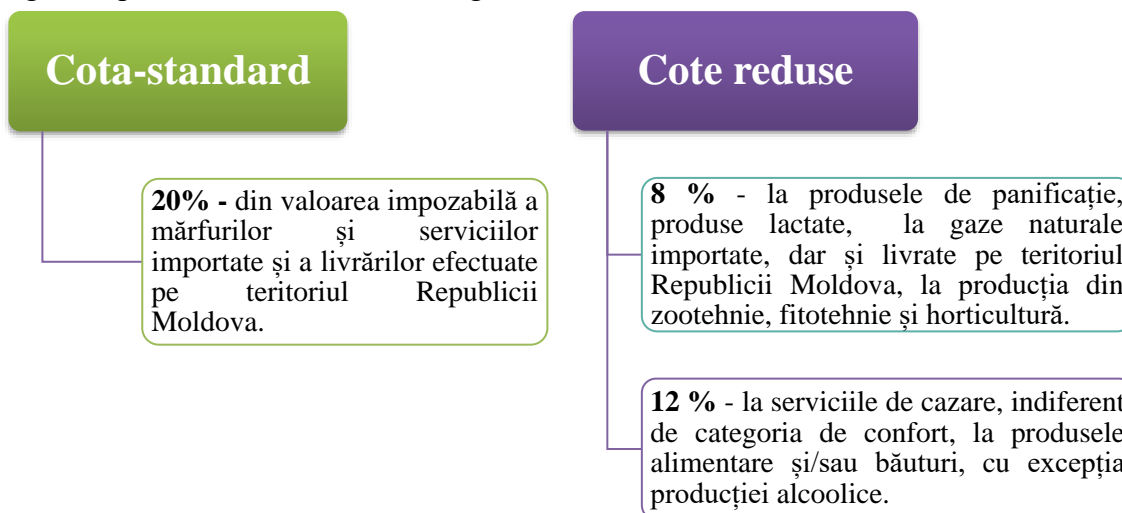 Cota-standard
20% - din valoarea impozabilă a
mărfurilor și serviciilor
importate și a livrărilor efectuate
pe teritoriul Republicii
Moldova.
Cote reduse
8 % - la produsele de panificație,
produse lactate, la gaze naturale
importate, dar și livrate pe teritoriul
Republicii Moldova, la producția din
zootehnie, fitotehnie și horticultură.
12 % - la serviciile de cazare, indiferent
de categoria de confort, la produsele
alimentare și/sau băuturi, cu excepția
producției alcoolice.